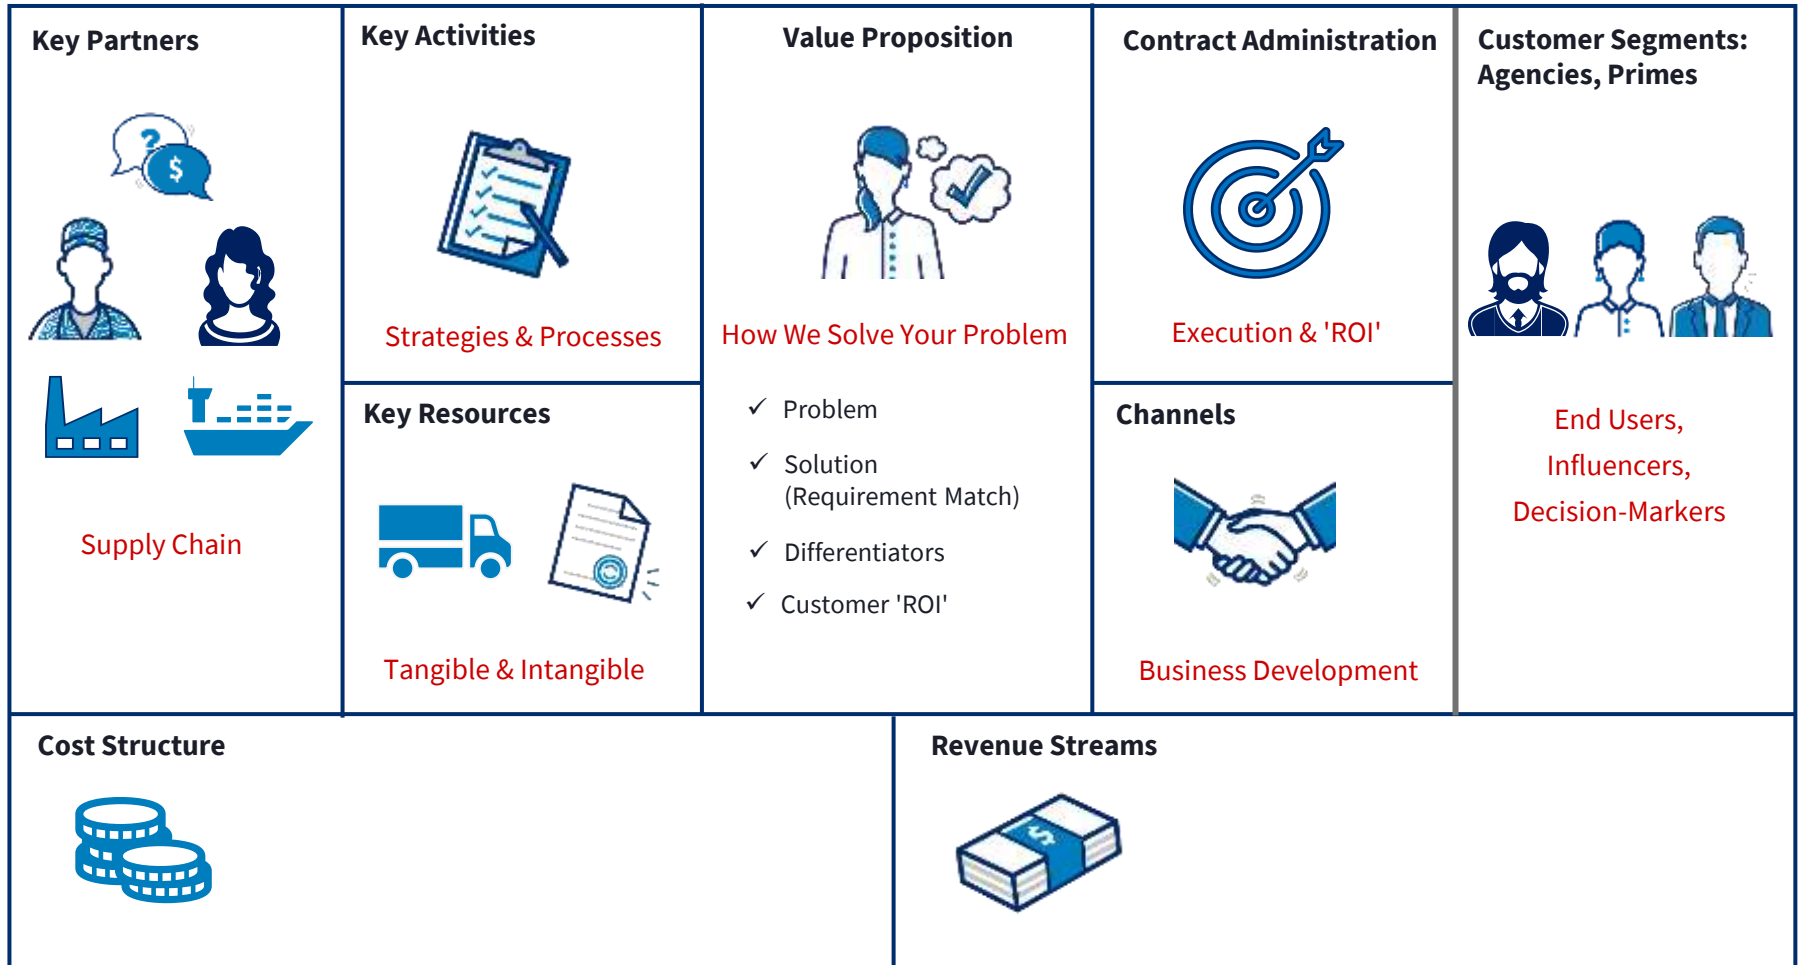 Key Partners
?
$
Supply Chain
Key Activities
Strategies & Processes
Key Resources
©
Tangible & Intangible
Value Proposition
How We Solve Your Problem
✓ Problem
✓ Solution
(Requirement Match)
✓ Differentiators
✓ Customer 'ROI'
Contract Administration
Execution & 'ROI'
Channels
Business Development
Customer Segments:
Agencies, Primes
End Users,
Influencers,
Decision-Markers
Cost Structure
Revenue Streams
$